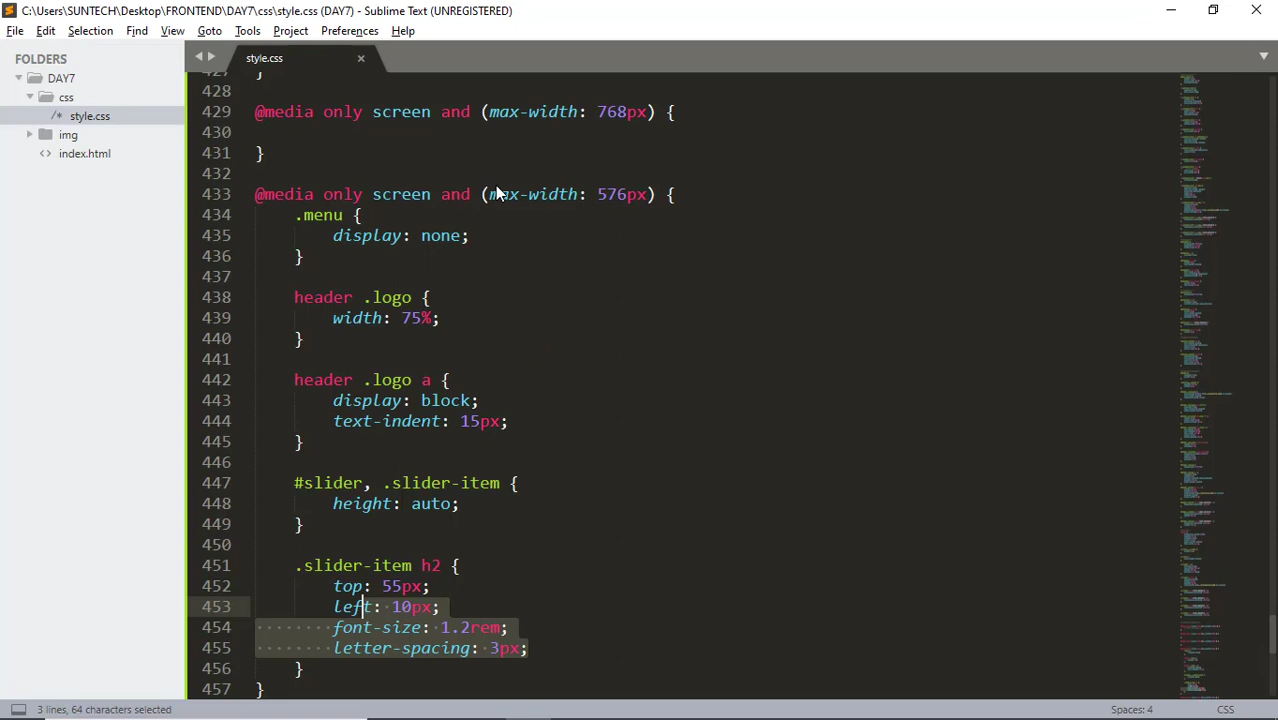 C:\Users\SUNTECH\Desktop\FRONTEND\DAY7\css\style.css (DAY7) - Sublime Text (UNREGISTERED)
File Edit Selection Find View Goto Tools Project Preferences Help
FOLDERS
DAY7
css
/* style.css
img
<> index.html
style.css ×
427 }
428
429 @media only screen and (max-width: 768px) {
430
431 }
432
433 @media only screen and (max-width: 576px) {
434 .menu {
435 display: none;
436 }
437
438 header .logo {
439 width: 75%;
440 }
441
442 header .logo a {
443 display: block;
444 text-indent: 15px;
445 }
446
447 #slider, .slider-item {
448 height: auto;
449 }
450
451 .slider-item h2 {
452 top: 55px;
453 left: 10px;
454 font-size: 1.2rem;
455 letter-spacing: 3px;
456 }
457 }
3 lines, 64 characters selected
Spaces: 4
CSS